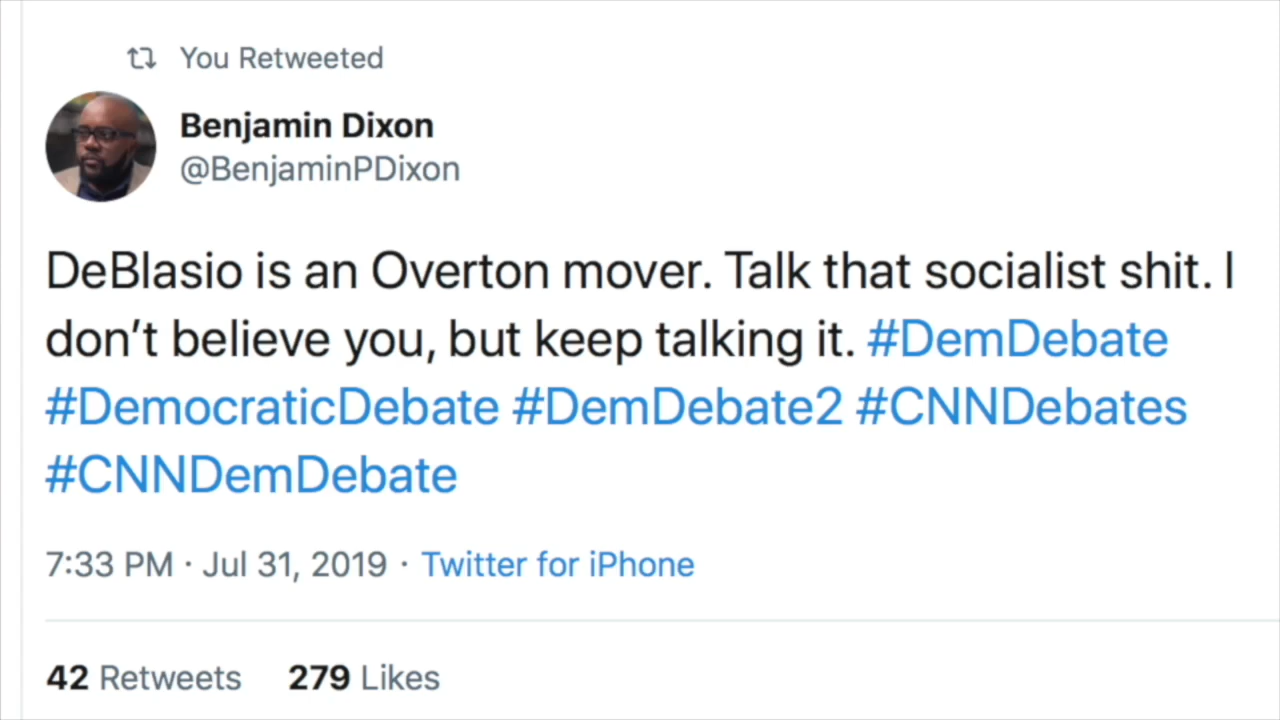 You Retweeted
Benjamin Dixon
@BenjaminPDixon
DeBlasio is an Overton mover. Talk that socialist shit. I
don’t believe you, but keep talking it. #DemDebate
#DemocraticDebate #DemDebate2 #CNNDebates
#CNNDemDebate
7:33 PM · Jul 31, 2019 · Twitter for iPhone
42 Retweets 279 Likes